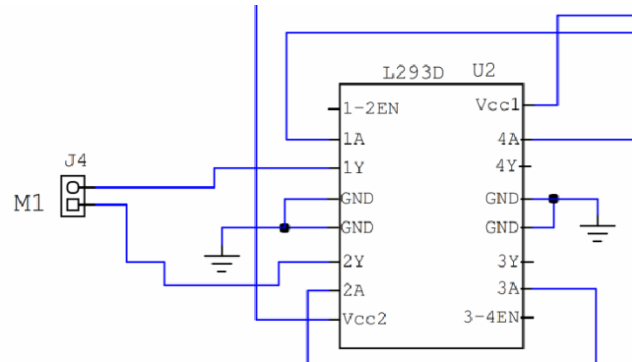 L293D U2
1-2EN Vcc1
1A 4A
J4
1Y 4Y
M1
GND GND
GND GND
2Y 3Y
2A 3A
Vcc2 3-4EN